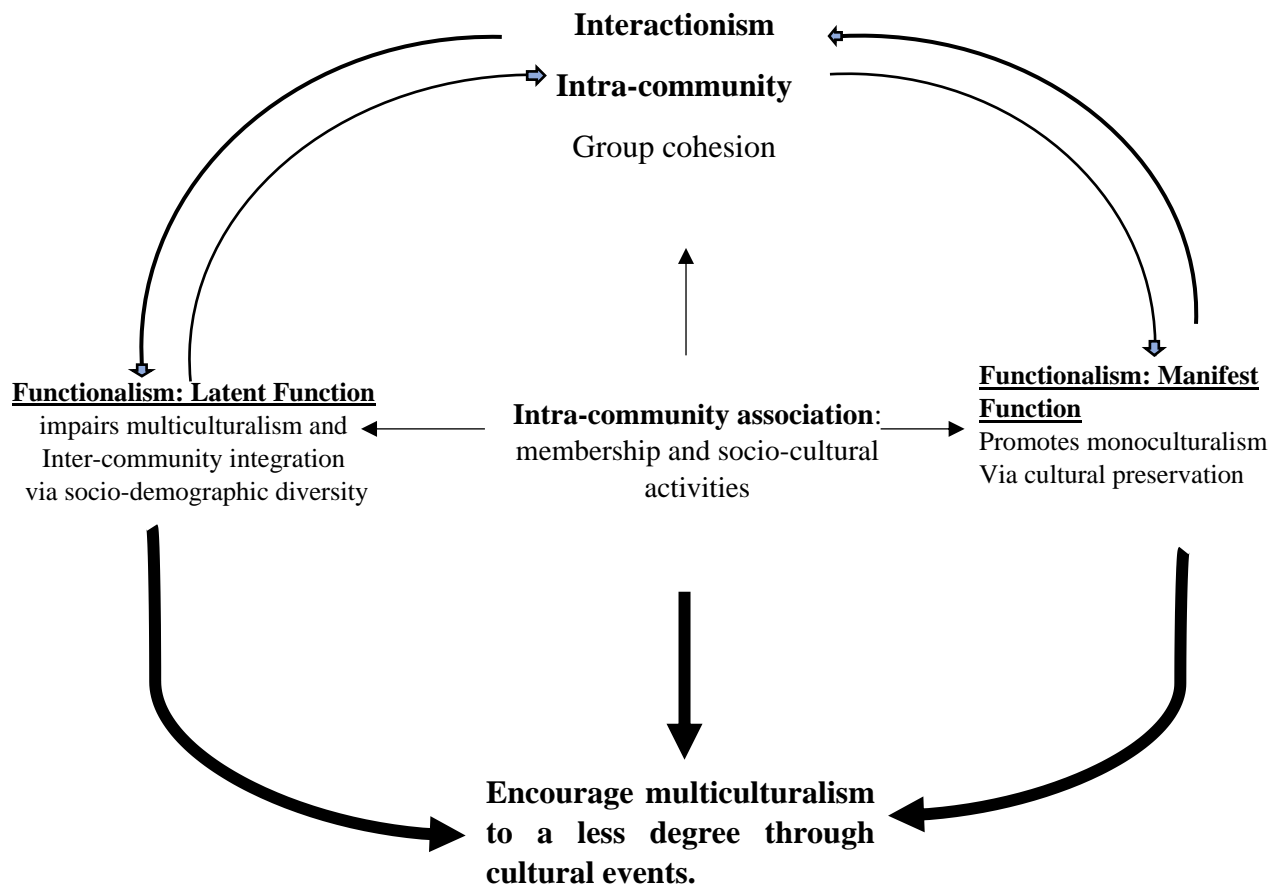 Interactionism
Intra-community
Group cohesion
Functionalism: Latent Function
impairs multiculturalism and
Inter-community integration
via socio-demographic diversity
Intra-community association:
membership and socio-cultural
activities
Functionalism: Manifest
Function
Promotes monoculturalism
Via cultural preservation
Encourage multiculturalism
to a less degree through
cultural events.